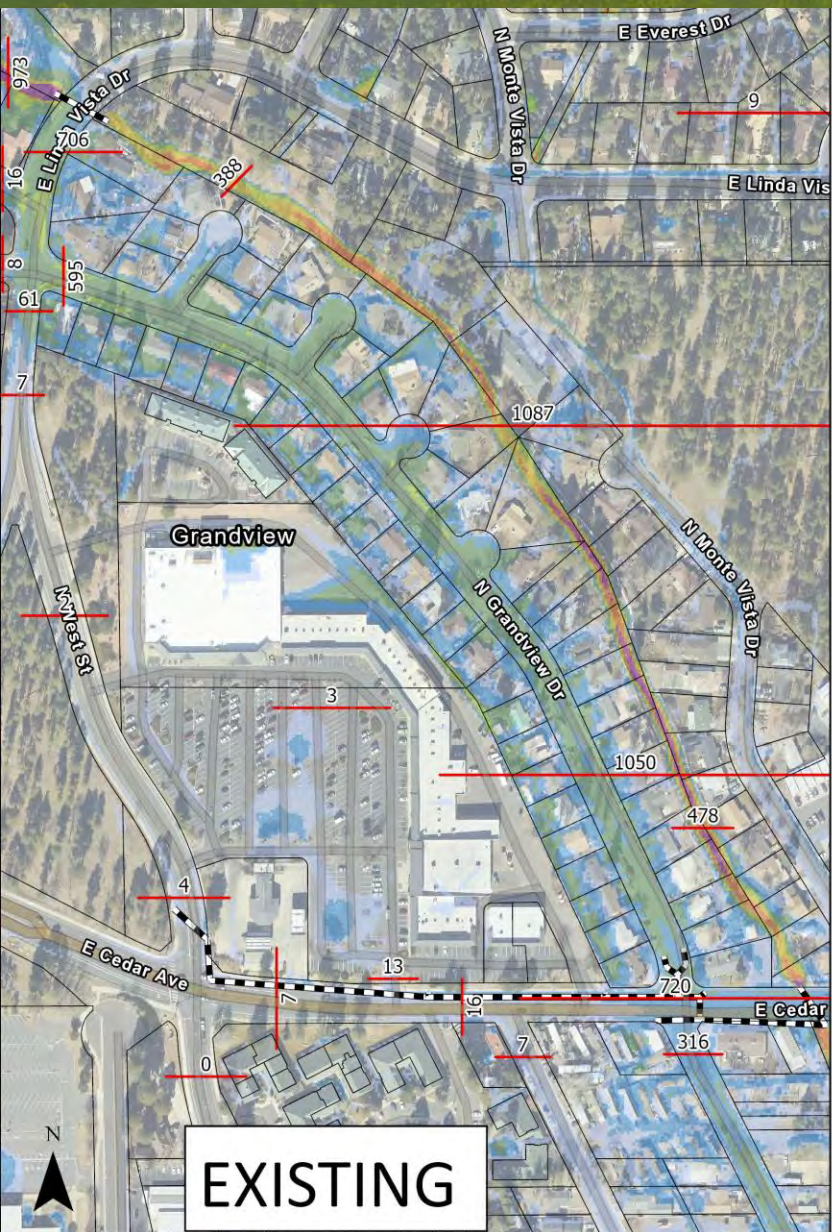 E Everest Dr
973
N Monte Vista Dr
E Linda Vista Dr
9
706
16
388
E Linda Vis
8
595
61
7
1087
Grandview
N Monte Vista Dr
N Grandview Dr
N West St
3
1050
478
4
E Cedar Ave
13
7
16
720
E Cedar
0
7
316
N
EXISTING